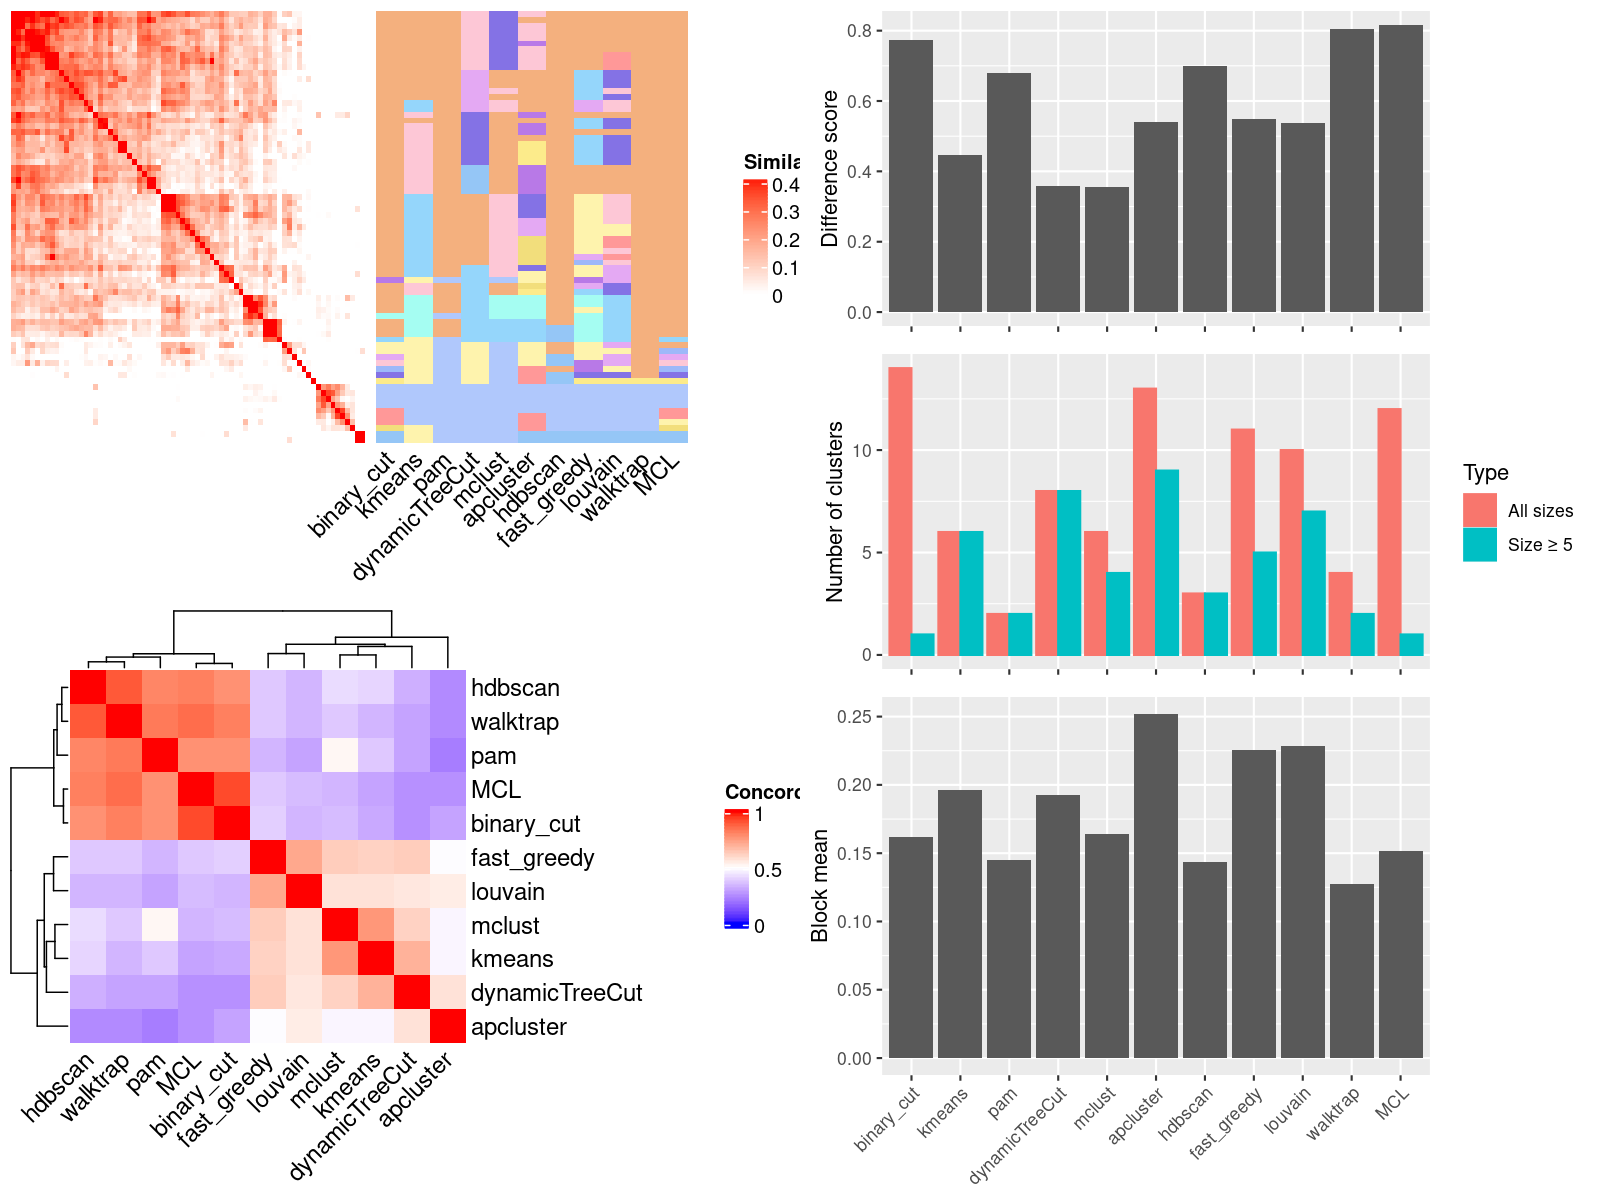 Simila
0.4
0.3
0.2
0.1
0
binary_cut
kmeans
pam
dynamicTreeCut
mclust
apcluster
hdbscan
fast_greedy
louvain
walktrap
MCL
hdbscan
walktrap
pam
MCL
binary_cut
fast_greedy
louvain
mclust
kmeans
dynamicTreeCut
apcluster
Concorc
1
0.5
0
hdbscan
walktrap
pam
MCL
binary_cut
fast_greedy
louvain
mclust
kmeans
dynamicTreeCut
apcluster
Difference score
0.8
0.6
0.4
0.2
0.0
Number of clusters
10
5
0
Type
All sizes
Size ≥ 5
Block mean
0.25
0.20
0.15
0.10
0.05
0.00
binary_cut
kmeans
pam
dynamicTreeCut
mclust
apcluster
hdbscan
fast_greedy
louvain
walktrap
MCL